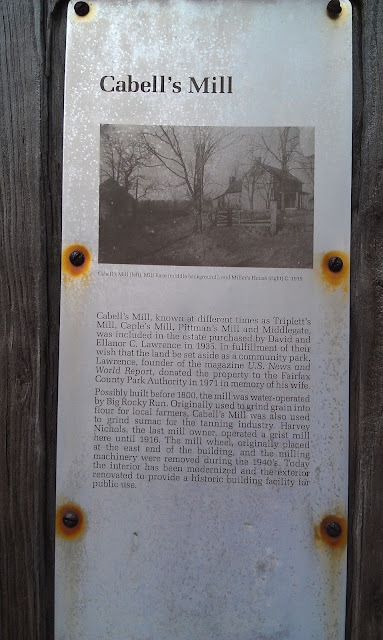 Cabell's Mill
Cabell's Mill (left), Mill Race (middle background), and Miller's House (right) C.
Cabell's Mill, known at different times as Triplett's
Mill, Caple's Mill, Pittman's Mill and Middlegate,
was included in the estate purchased by David and
Ellanor C. Lawrence in 1935. In fulfillment of their
wish that the land be set aside as a community park,
Lawrence, founder of the magazine U.S. News and
World Report, donated the property to the Fairfax
County Park Authority in 1971 in memory of his wife.
Possibly built before 1800, the mill was water-operated
by Big Rocky Run. Originally used to grind grain into
flour for local farmers, Cabell's Mill was also used
to grind sumac for the tanning industry. Harvey
Nichols, the last mill owner, operated a grist mill
here until 1916. The mill wheel, originally placed
at the east end of the building, and the milling
machinery were removed during the 1940's. Today
the interior has been modernized and the exterior
renovated to provide a historic building facility for
public use.